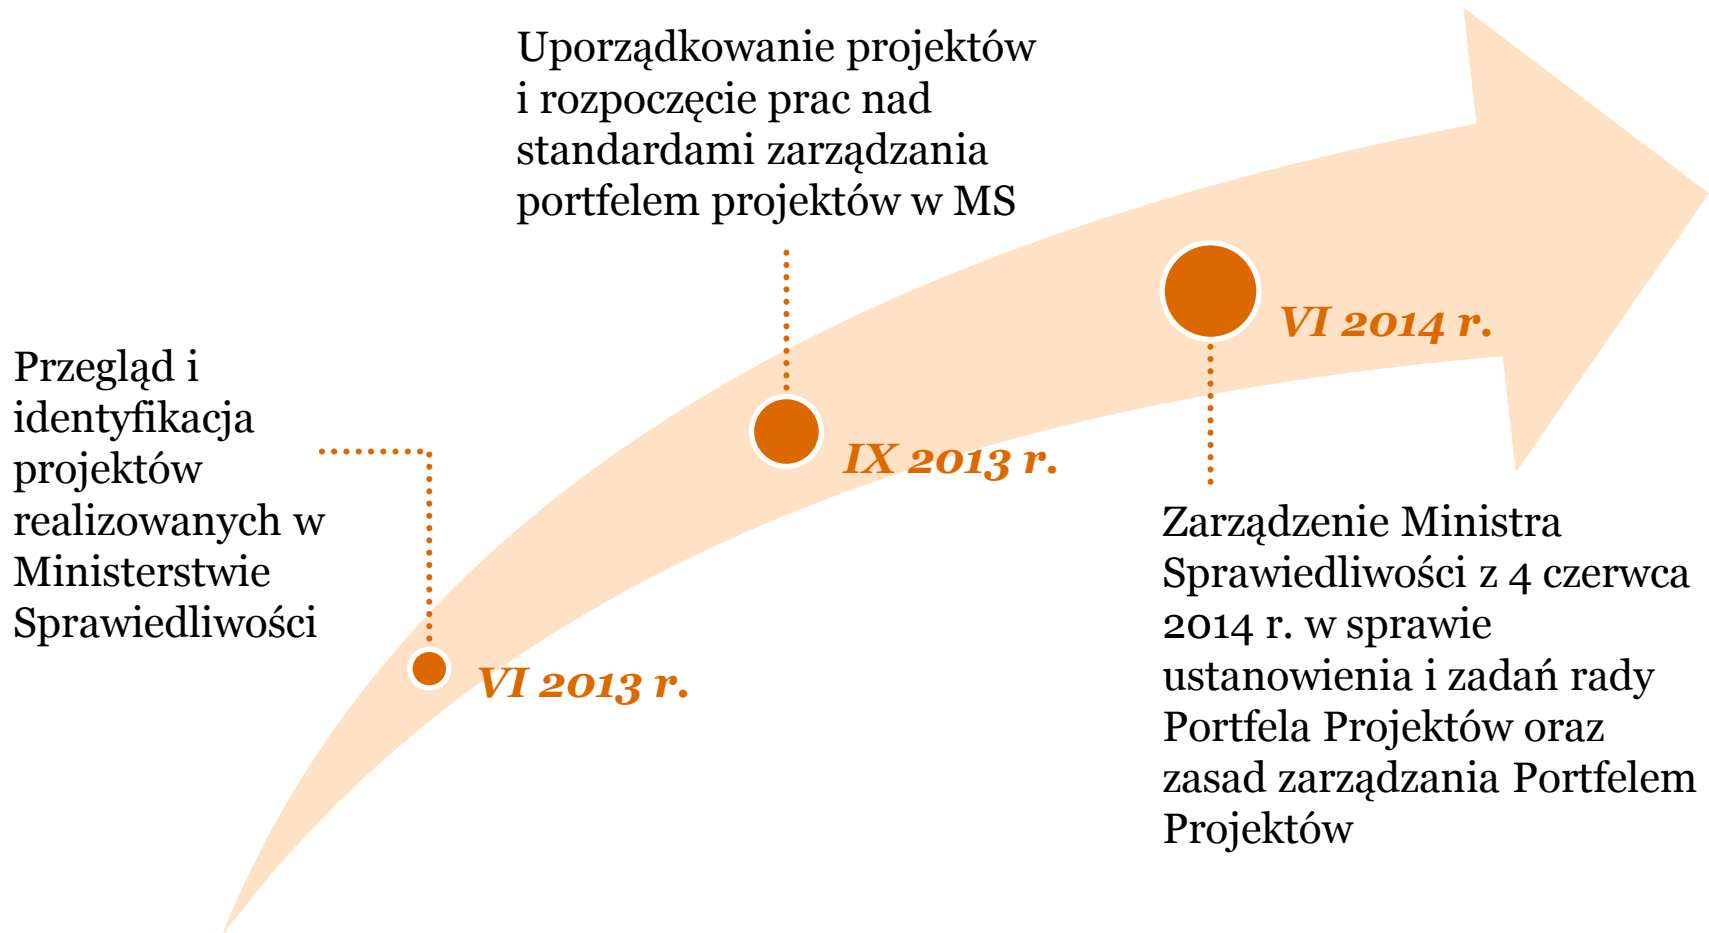 Przegląd i
identyfikacja
projektów
realizowanych w
Ministerstwie
Sprawiedliwości
VI 2013 r.
Uporządkowanie projektów
i rozpoczęcie prac nad
standardami zarządzania
portfelem projektów w MS
IX 2013 r.
VI 2014 r.
Zarządzenie Ministra
Sprawiedliwości z 4 czerwca
2014 r. w sprawie
ustanowienia i zadań rady
Portfela Projektów oraz
zasad zarządzania Portfelem
Projektów